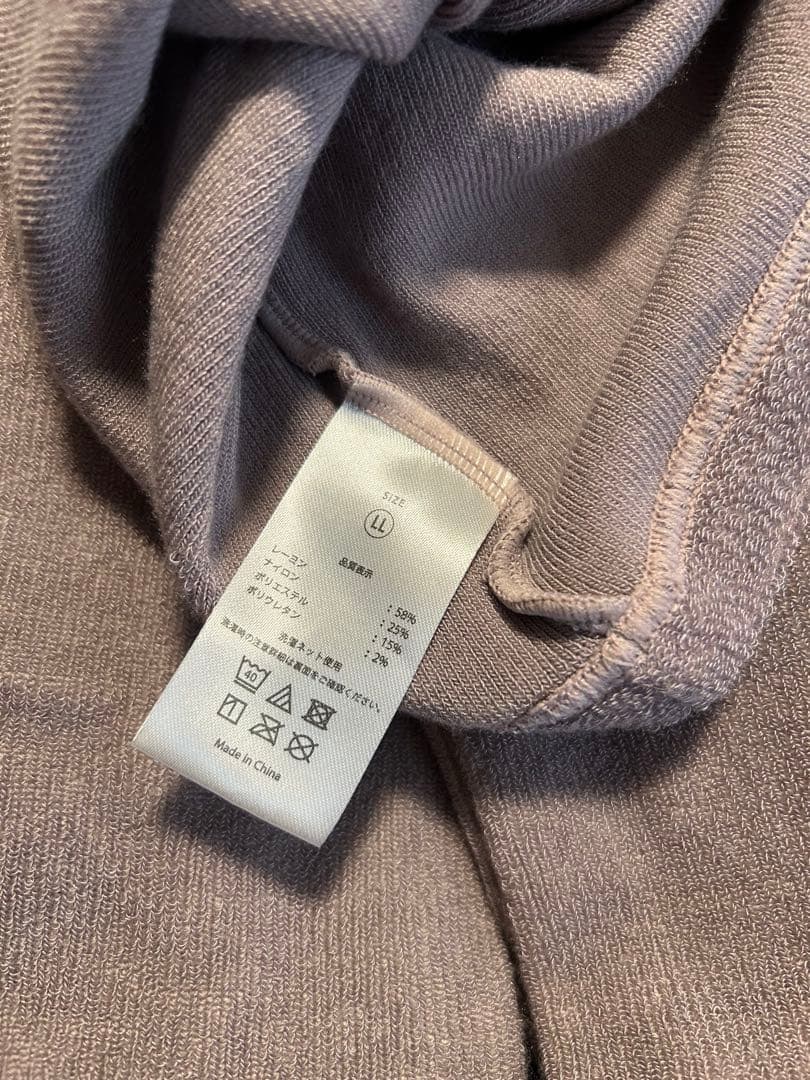 SIZE
LL
品質表示
レーヨン : 58%
ナイロン : 25%
ポリエステル : 15%
ポリウレタン : 2%
洗濯ネット使用
洗濯時の注意詳細は裏面をご確認ください。
40
Made in China